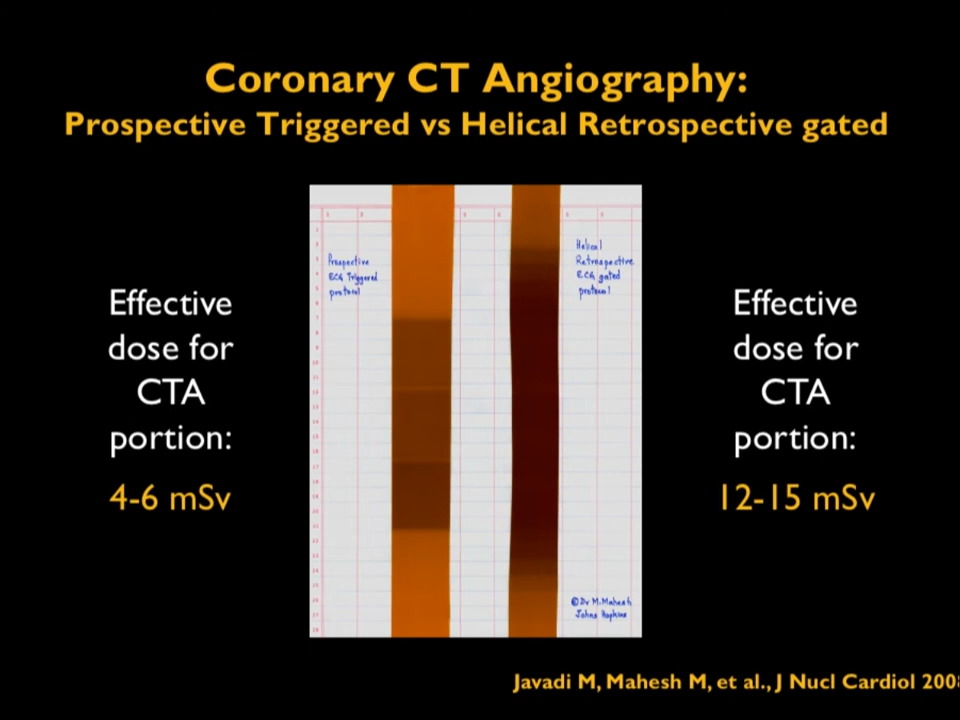 Coronary CT Angiography:
Prospective Triggered vs Helical Retrospective gated
Effective
dose for
CTA
portion:
4-6 mSv
Prospective
ECG Triggered
protocol
Helical
Retrospective
ECG gated
protocol
©Dr M.Mahesh
Johns Hopkins
Effective
dose for
CTA
portion:
12-15 mSv
Javadi M, Mahesh M, et al., J Nucl Cardiol 200